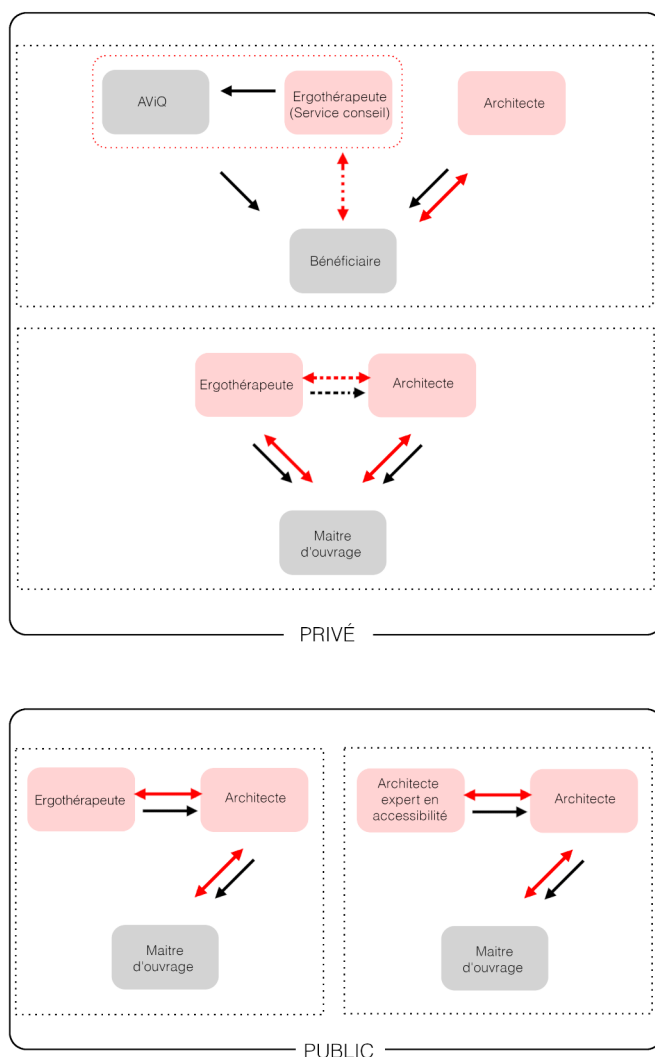 AViQ
Ergothérapeute
(Service conseil)
Architecte
Bénéficiaire
Ergothérapeute
Architecte
Maitre
d'ouvrage
PRIVÉ
Ergothérapeute
Architecte
Maitre
d'ouvrage
Architecte
expert en
accessibilité
Architecte
Maitre
d'ouvrage
PUBLIC